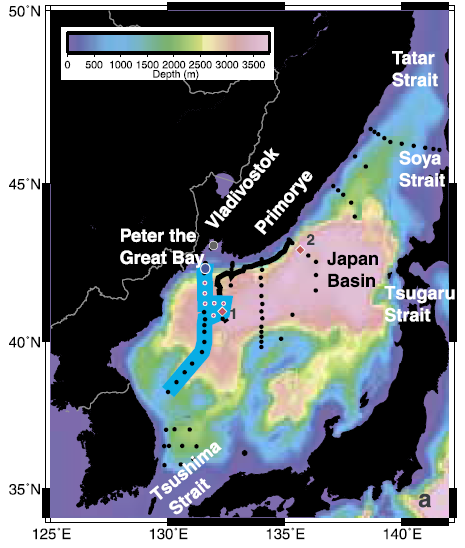 50˚N
0 500 1000 1500 2000 2500 3000 3500
Depth (m)
Tatar
Strait
Soya
Strait
45˚N
Vladivostok
Primorye
Peter the
Great Bay
2
Japan
Basin
Tsugaru
Strait
1
40˚N
Tsushima
Strait
35˚N
a
125˚E 130˚E 135˚E 140˚E